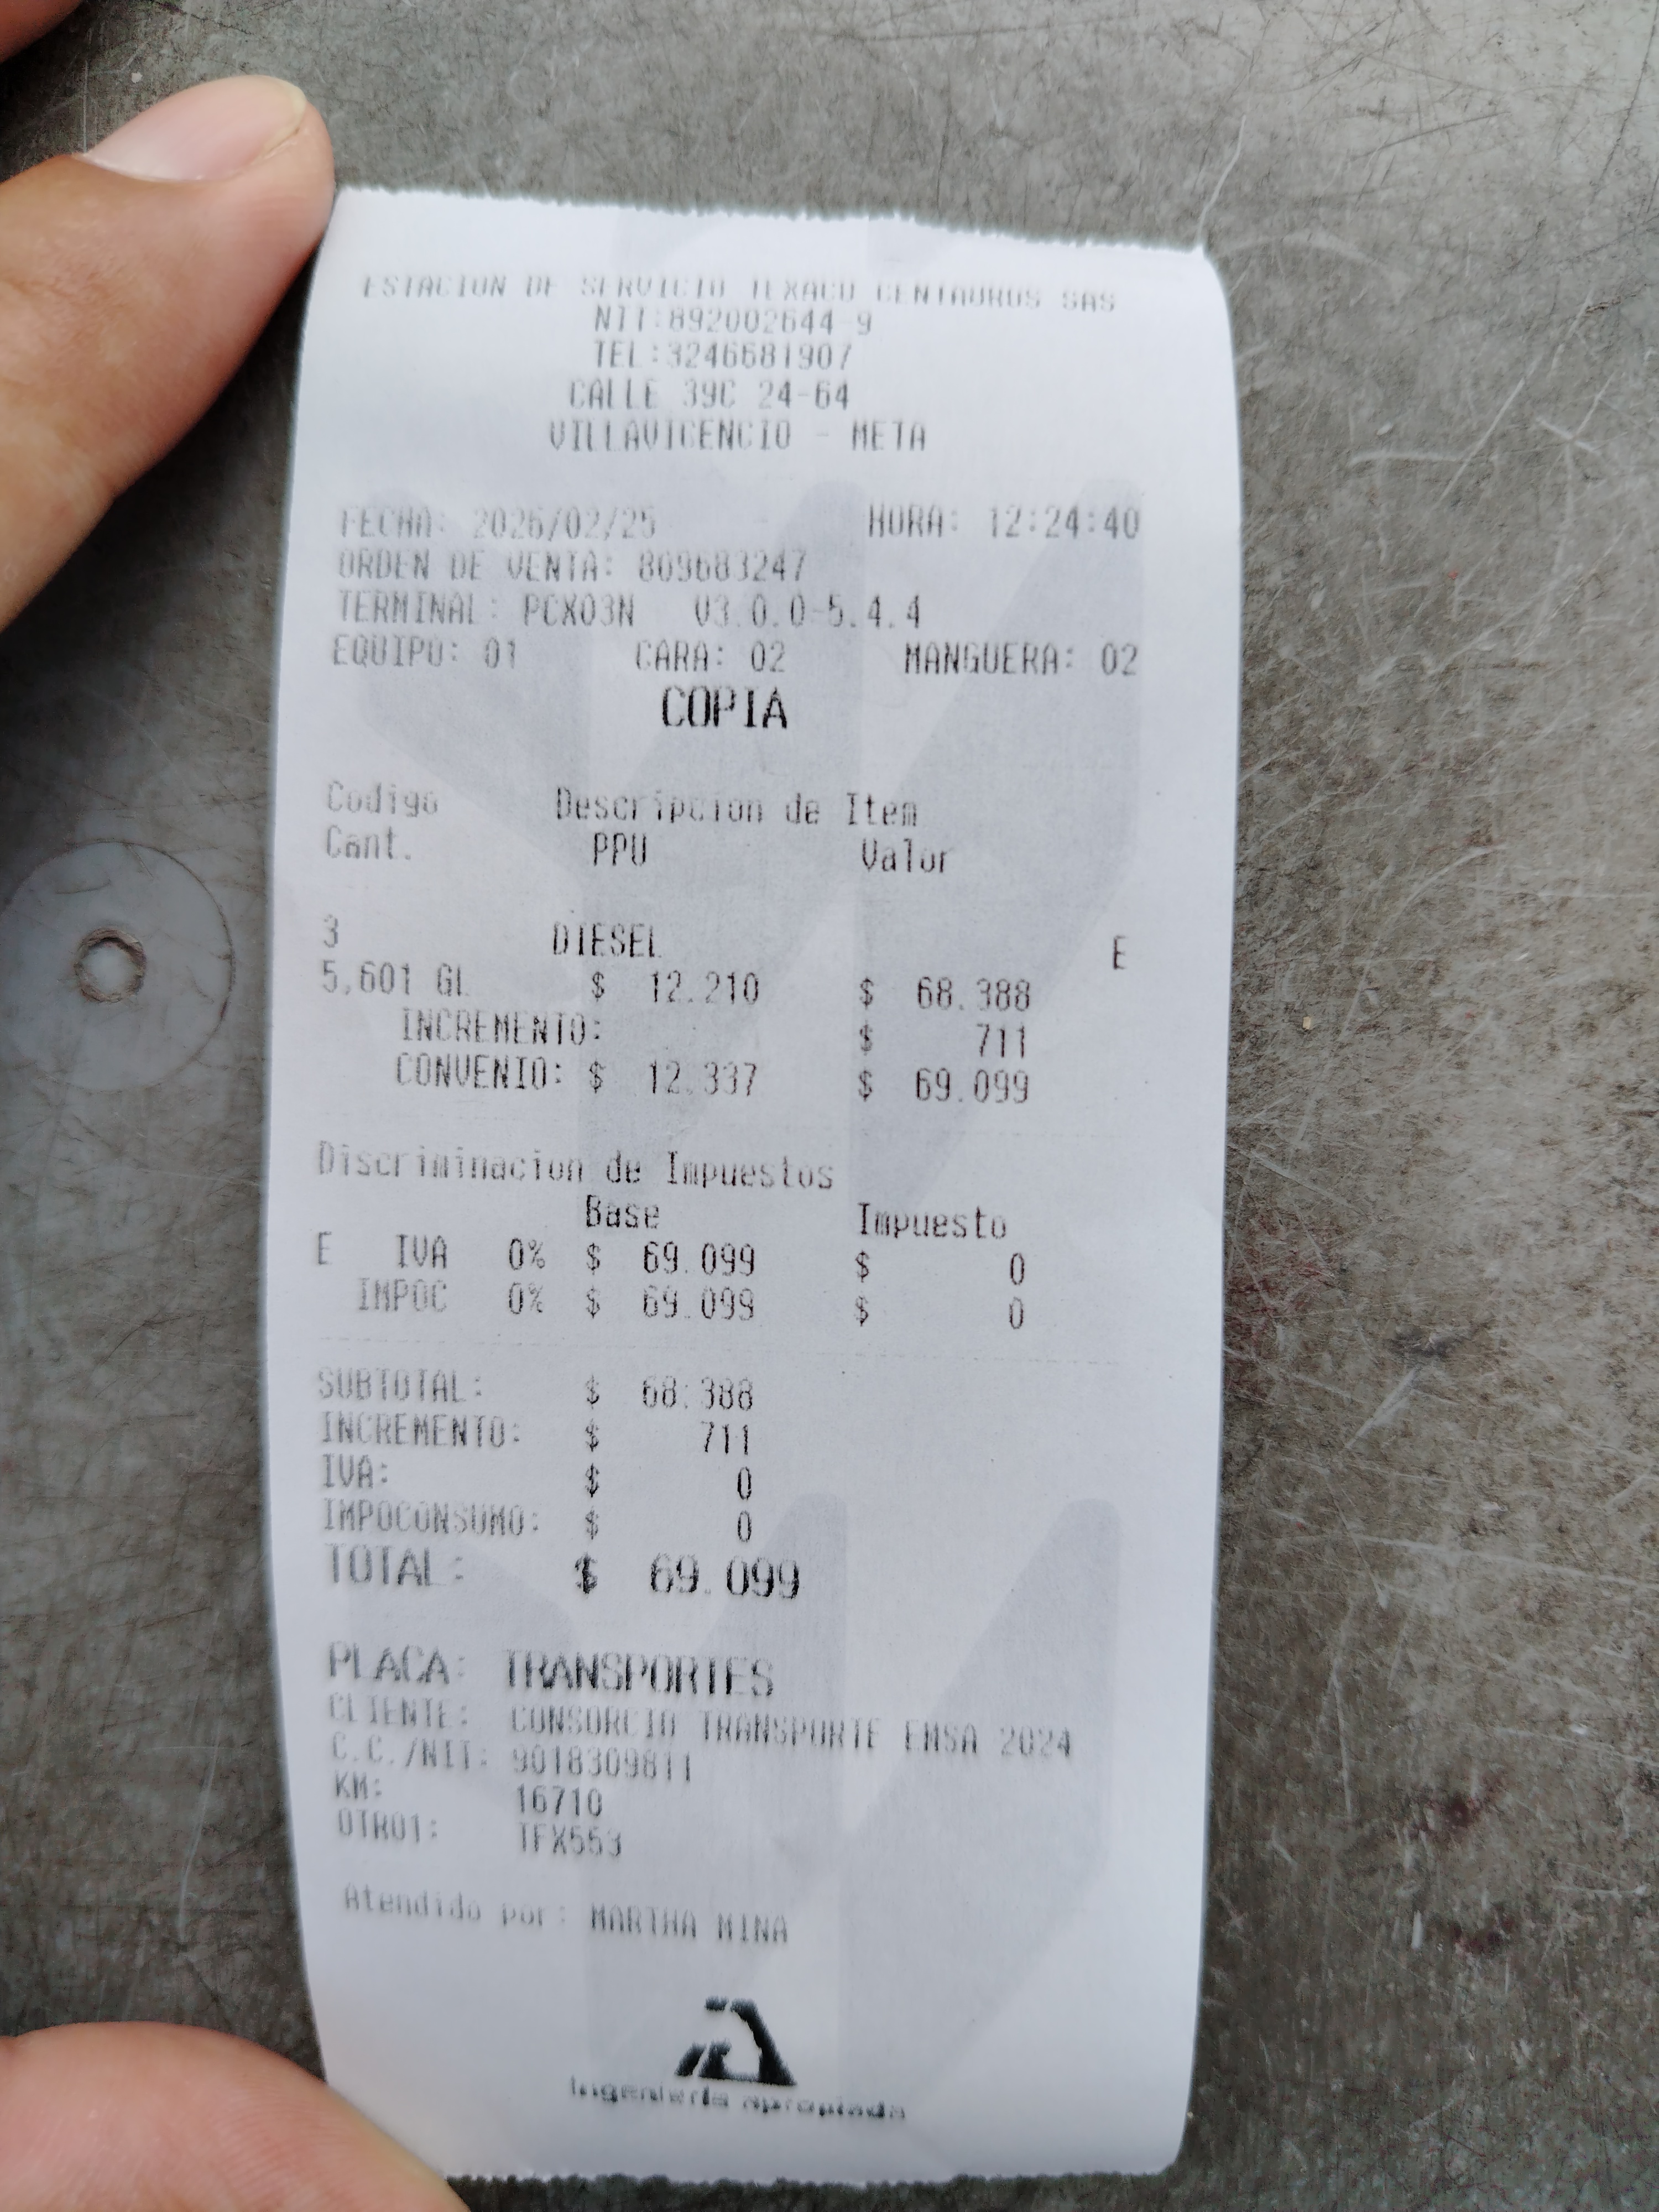 ESTACION DE SERVICIO TEXACO CENTAUROS SAS
NIT:892002644-9
TEL:3246681907
CALLE 39C 24-64
VILLAVICENCIO - META
FECHA: 2026/02/25 HORA: 12:24:40
ORDEN DE VENTA: 809683247
TERMINAL: PCX03N V3.0.0-5.4.4
EQUIPO: 01 CARA: 02 MANGUERA: 02
COPIA
Codigo Descripcion de Item
Cant. PPU Valor
3 DIESEL E
5,601 GL $ 12.210 $ 68.388
INCREMENTO: $ 711
CONVENIO: $ 12.337 $ 69.099
Discriminacion de Impuestos
Base Impuesto
E IVA 0% $ 69.099 $ 0
IMPOC 0% $ 69.099 $ 0
SUBTOTAL: $ 68.388
INCREMENTO: $ 711
IVA: $ 0
IMPOCONSUMO: $ 0
TOTAL: $ 69.099
PLACA: TRANSPORTES
CLIENTE: CONSORCIO TRANSPORTE EMSA 2024
C.C./NIT: 9018309811
KM: 16710
OTRO1: TFX553
Atendido por: MARTHA MINA
Ingeniería apropiada